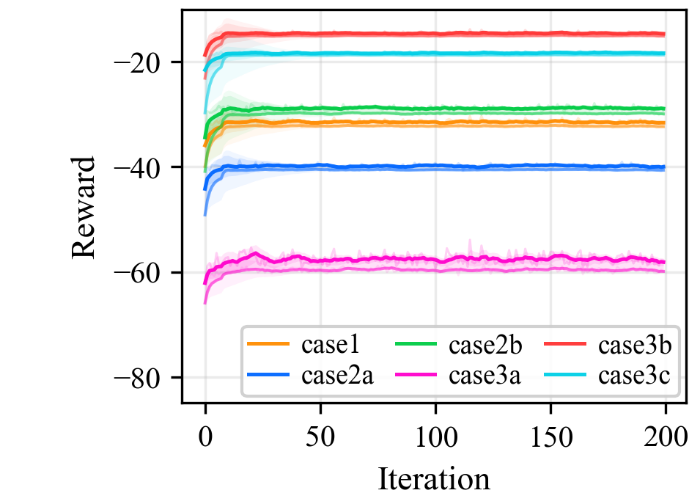 −20
−40
−60
−80
Reward
case1 case2b case3b
case2a case3a case3c
0 50 100 150 200
Iteration